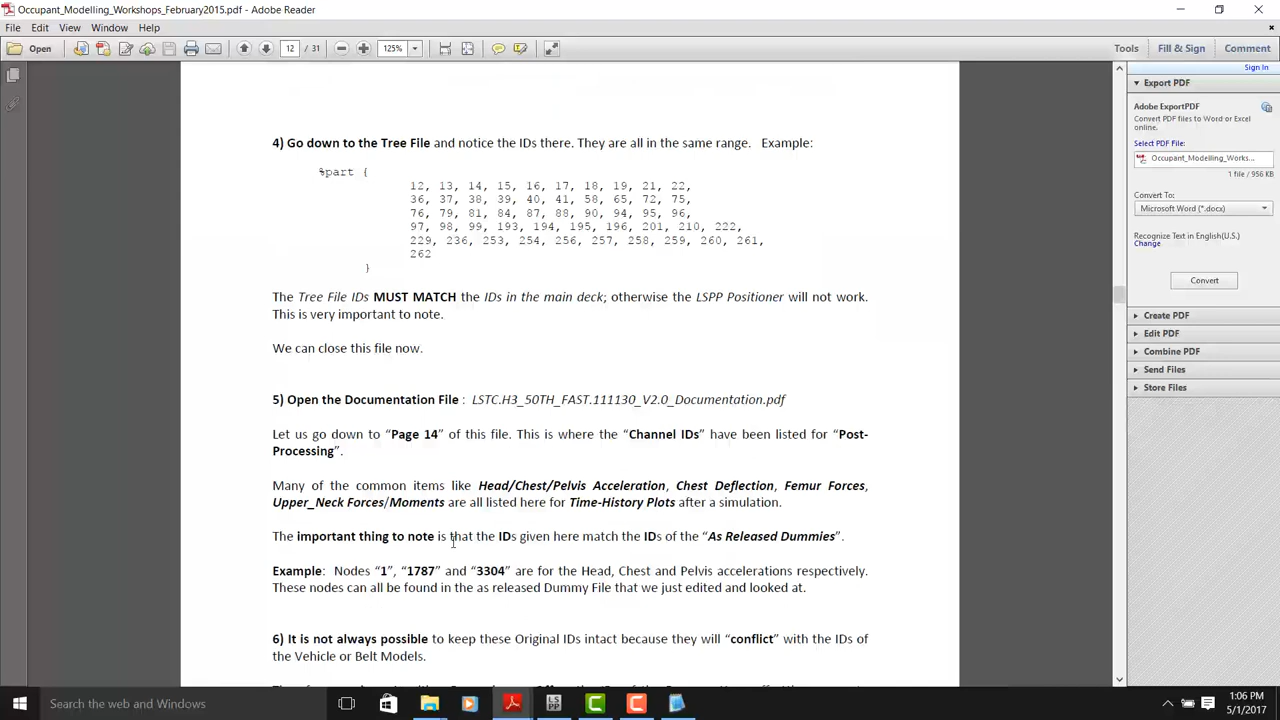 Occupant_Modelling_Workshops_February2015.pdf - Adobe Reader
File Edit View Window Help
Open 12 / 31 125% Tools Fill & Sign Comment
Sign In
Export PDF
Adobe ExportPDF
Convert PDF files to Word or Excel
online.
Select PDF File:
Occupant_Modelling_Works...
1 file / 956 KB
Convert To:
Microsoft Word (*.docx)
Recognize Text in English(U.S.)
Change
Convert
Create PDF
Edit PDF
Combine PDF
Send Files
Store Files
4) Go down to the Tree File and notice the IDs there. They are all in the same range. Example:
%part {
12, 13, 14, 15, 16, 17, 18, 19, 21, 22,
36, 37, 38, 39, 40, 41, 58, 65, 72, 75,
76, 79, 81, 84, 87, 88, 90, 94, 95, 96,
97, 98, 99, 193, 194, 195, 196, 201, 210, 222,
229, 236, 253, 254, 256, 257, 258, 259, 260, 261,
262
}
The Tree File IDs MUST MATCH the IDs in the main deck; otherwise the LSPP Positioner will not work.
This is very important to note.
We can close this file now.
5) Open the Documentation File : LSTC.H3_50TH_FAST.111130_V2.0_Documentation.pdf
Let us go down to "Page 14" of this file. This is where the "Channel IDs" have been listed for "Post-
Processing".
Many of the common items like Head/Chest/Pelvis Acceleration, Chest Deflection, Femur Forces,
Upper_Neck Forces/Moments are all listed here for Time-History Plots after a simulation.
The important thing to note is that the IDs given here match the IDs of the "As Released Dummies".
Example: Nodes "1", "1787" and "3304" are for the Head, Chest and Pelvis accelerations respectively.
These nodes can all be found in the as released Dummy File that we just edited and looked at.
6) It is not always possible to keep these Original IDs intact because they will "conflict" with the IDs of
the Vehicle or Belt Models.
Search the web and Windows
LS
PP
1:06 PM
5/1/2017